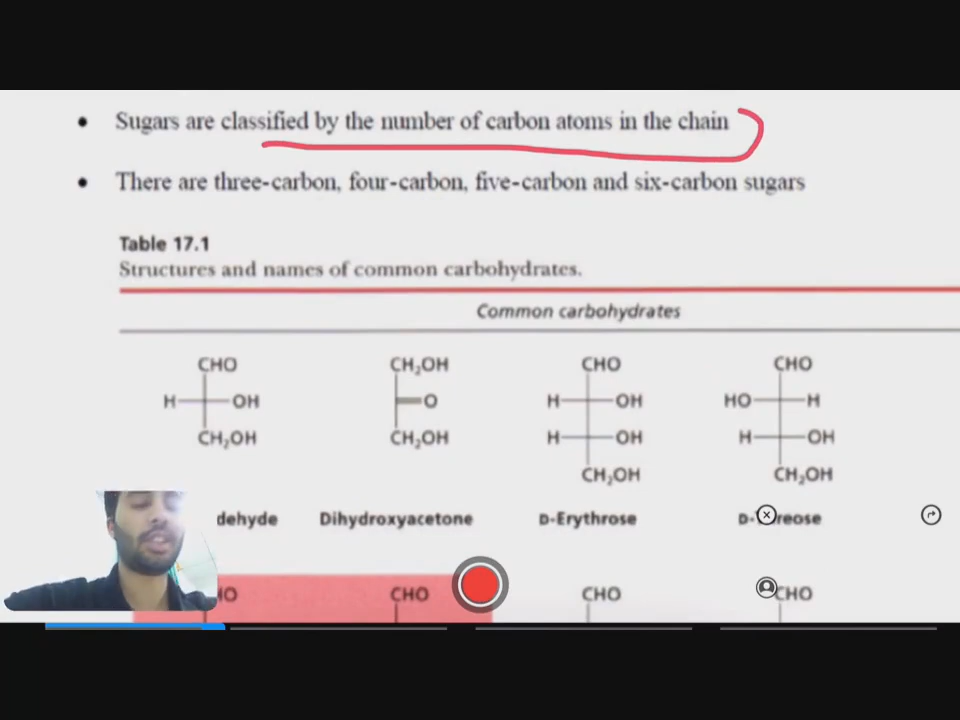 • Sugars are classified by the number of carbon atoms in the chain
• There are three-carbon, four-carbon, five-carbon and six-carbon sugars
Table 17.1
Structures and names of common carbohydrates.
Common carbohydrates
CHO CH₂OH CHO CHO
H OH O H OH HO H
CH₂OH CH₂OH H OH H OH
CH₂OH CH₂OH
dehyde Dihydroxyacetone D-Erythrose
HO CHO CHO CHO